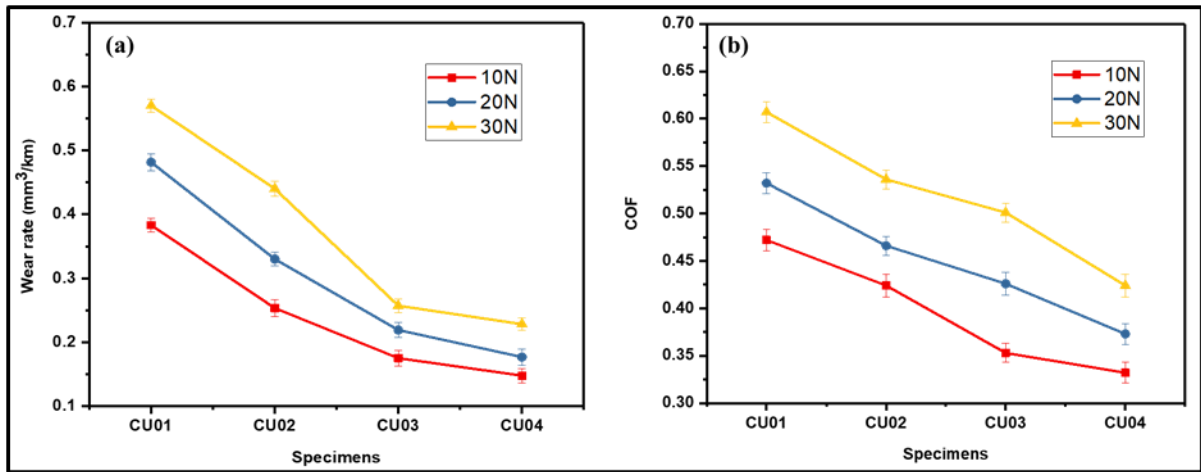 (a)
10N
20N
30N
Wear rate (mm³/km)
0.7
0.6
0.5
0.4
0.3
0.2
0.1
CU01 CU02 CU03 CU04
Specimens
(b)
10N
20N
30N
COF
0.70
0.65
0.60
0.55
0.50
0.45
0.40
0.35
0.30
CU01 CU02 CU03 CU04
Specimens